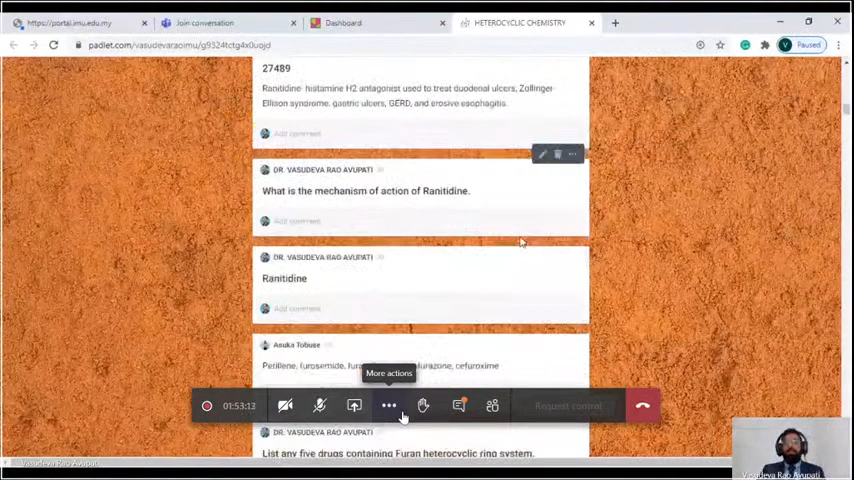 https://portal.imu.edu.my
Join conversation
Dashboard
HETEROCYCLIC CHEMISTRY
padlet.com/vasudevaraoimu/g9324tctg4x0uojd
V
Paused
27489
Ranitidine- histamine H2 antagonist used to treat duodenal ulcers, Zollinger-
Ellison syndrome, gastric ulcers, GERD, and erosive esophagitis.
Add comment
DR. VASUDEVA RAO AVUPATI
What is the mechanism of action of Ranitidine.
Add comment
DR. VASUDEVA RAO AVUPATI
Ranitidine
Add comment
Asuka Tobuse
Perillene, furosemide,
cefuroxime
More actions
01:53:13
Request control
DR. VASUDEVA RAO AVUPATI
List any five drugs containing Furan heterocyclic ring system.
Vasudeva Rao Avupati
Vasudeva Rao Avupati